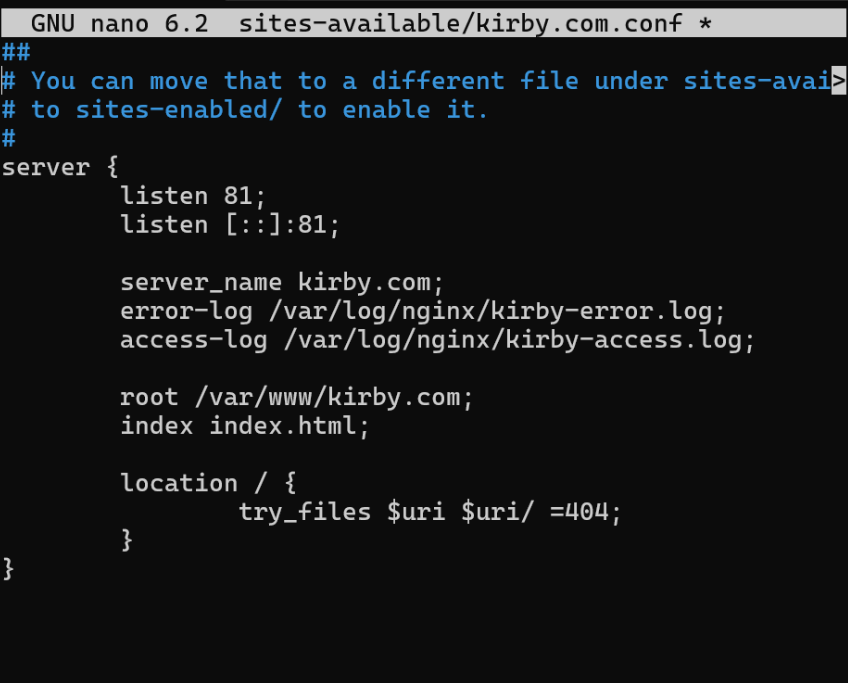 GNU nano 6.2 sites-available/kirby.com.conf *
##
# You can move that to a different file under sites-avai>
# to sites-enabled/ to enable it.
#
server {
        listen 81;
        listen [::]:81;

        server_name kirby.com;
        error-log /var/log/nginx/kirby-error.log;
        access-log /var/log/nginx/kirby-access.log;

        root /var/www/kirby.com;
        index index.html;

        location / {
                try_files $uri $uri/ =404;
        }
}